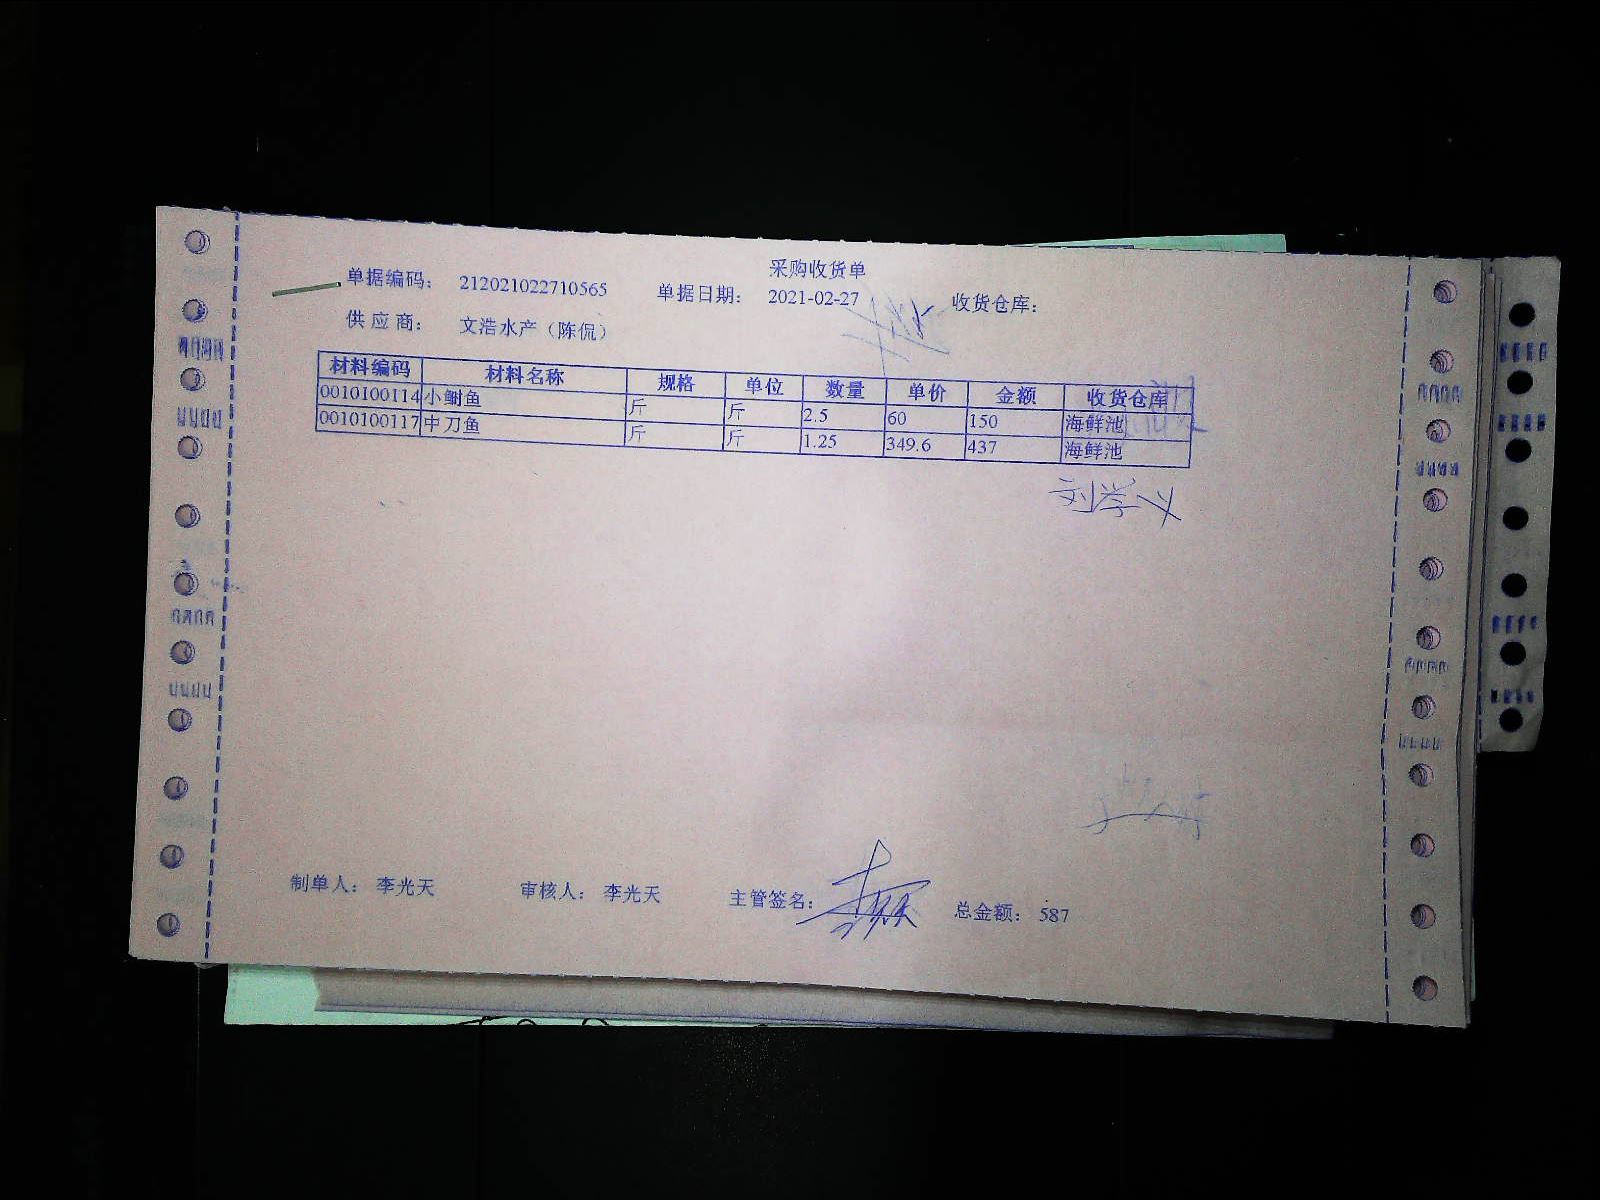 采购收货单
单据编码： 212021022710565 单据日期： 2021-02-27 收货仓库：
供应商： 文浩水产（陈侃）
材料编码 材料名称 规格 单位 数量 单价 金额 收货仓库
0010100114 小鲥鱼 斤 斤 2.5 60 150 海鲜池
0010100117 中刀鱼 斤 斤 1.25 349.6 437 海鲜池
刘学义
制单人： 李光天 审核人： 李光天 主管签名： 总金额： 587